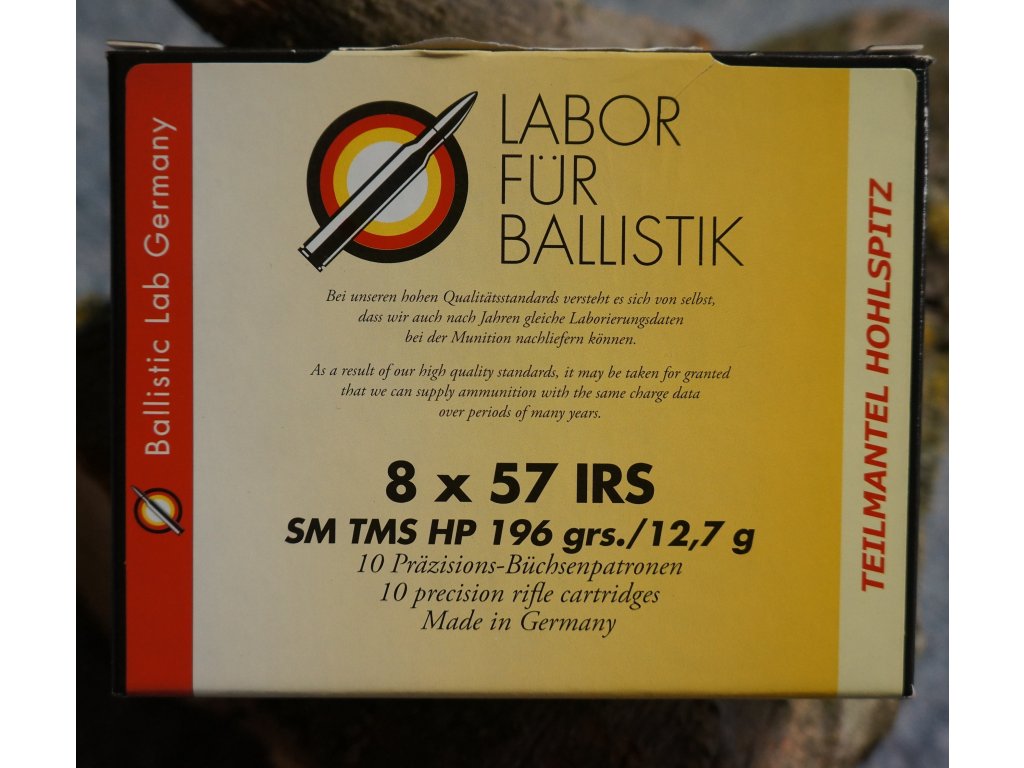 LABOR
FÜR
BALLISTIK
Bei unseren hohen Qualitätsstandards versteht es sich von selbst,
dass wir auch nach Jahren gleiche Laborierungsdaten
bei der Munition nachliefern können.
As a result of our high quality standards, it may be taken for granted
that we can supply ammunition with the same charge data
over periods of many years.
8 x 57 IRS
SM TMS HP 196 grs./12,7 g
10 Präzisions-Büchsenpatronen
10 precision rifle cartridges
Made in Germany
Ballistic Lab Germany
TEILMANTEL HOHLSPITZ